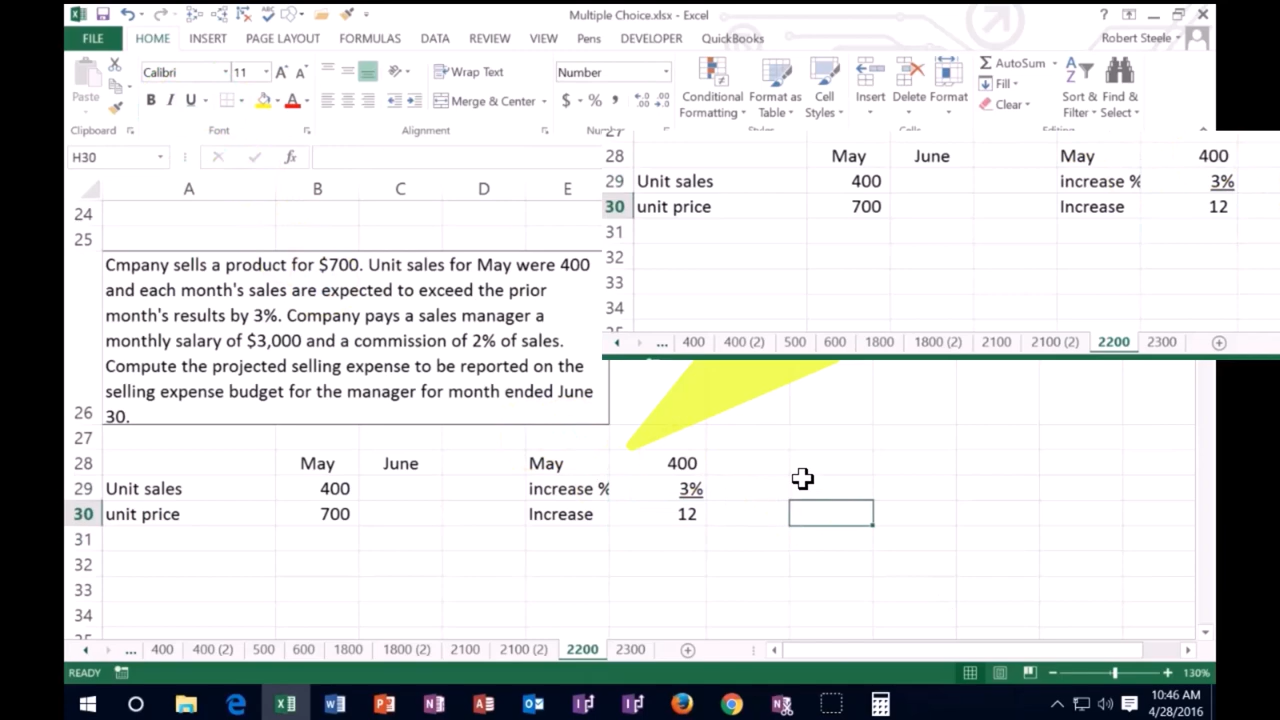 Multiple Choice.xlsx - Excel
FILE HOME INSERT PAGE LAYOUT FORMULAS DATA REVIEW VIEW Pens DEVELOPER QuickBooks Robert Steele
Calibri 11 Wrap Text Number AutoSum
Paste B I U Merge & Center $ % Conditional Formatting Format as Table Cell Styles Insert Delete Format Fill Clear Sort & Filter Find & Select
Clipboard Font Alignment
H30 fx
A B C D E
24
25
26
Cmpany sells a product for $700. Unit sales for May were 400
and each month's sales are expected to exceed the prior
month's results by 3%. Company pays a sales manager a
monthly salary of $3,000 and a commission of 2% of sales.
Compute the projected selling expense to be reported on the
selling expense budget for the manager for month ended June
30.
27
28 May June May 400
29 Unit sales 400 increase % 3%
30 unit price 700 Increase 12
31
32
33
34
... 400 400 (2) 500 600 1800 1800 (2) 2100 2100 (2) 2200 2300
28 May June May 400
29 Unit sales 400 increase % 3%
30 unit price 700 Increase 12
31
32
33
34
... 400 400 (2) 500 600 1800 1800 (2) 2100 2100 (2) 2200 2300
READY 130%
10:46 AM
4/28/2016